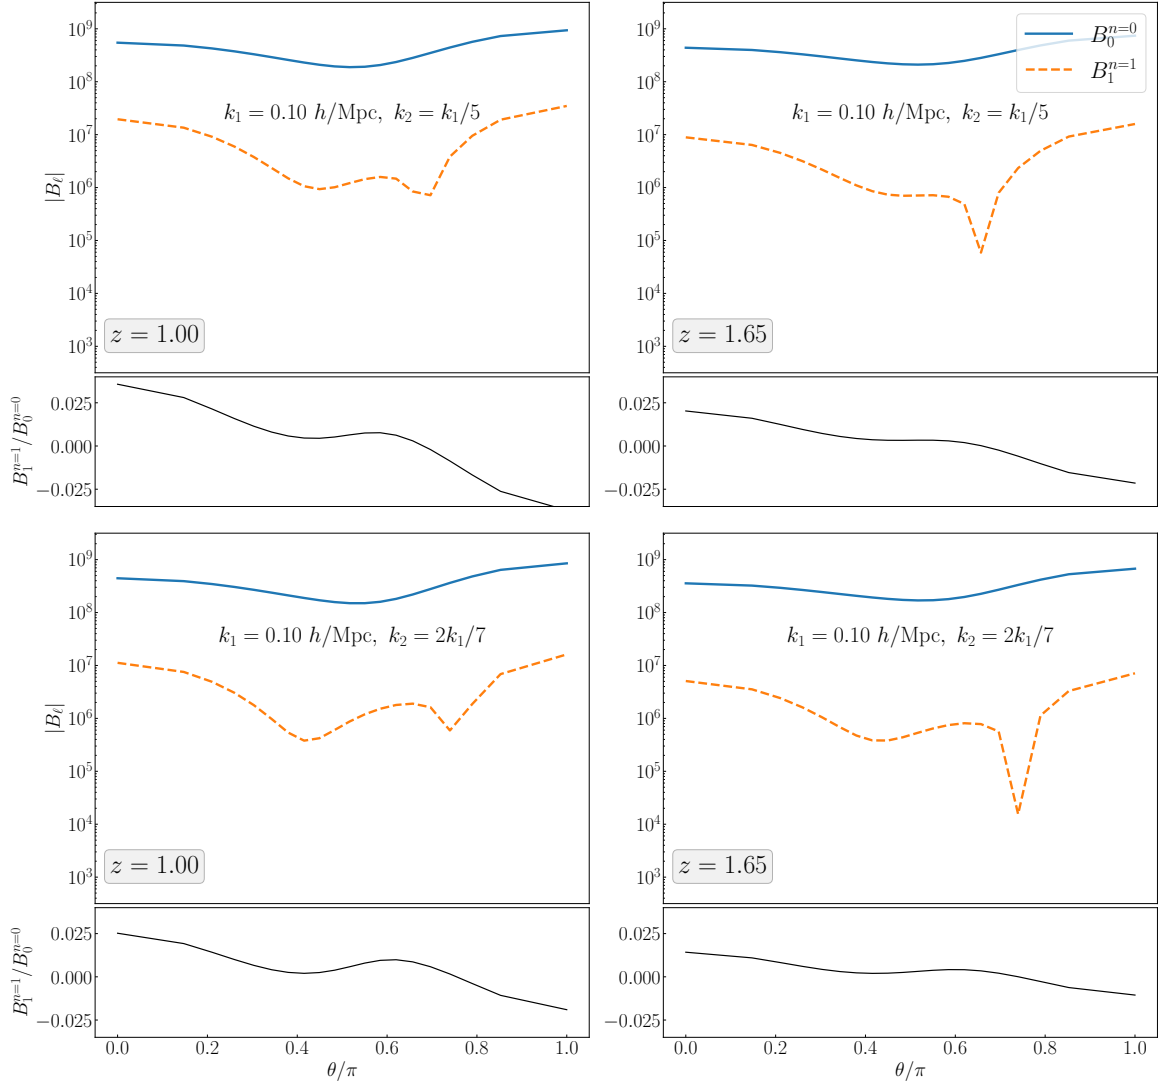 10^9
10^8
10^7
10^6
10^5
10^4
10^3
|B_ℓ|
k_1 = 0.10 h/Mpc, k_2 = k_1/5
z = 1.00
B_0^{n=0}
B_1^{n=1}
k_1 = 0.10 h/Mpc, k_2 = k_1/5
z = 1.65
0.025
0.000
−0.025
B_1^{n=1}/B_0^{n=0}
0.025
0.000
−0.025
10^9
10^8
10^7
10^6
10^5
10^4
10^3
|B_ℓ|
k_1 = 0.10 h/Mpc, k_2 = 2k_1/7
z = 1.00
10^9
10^8
10^7
10^6
10^5
10^4
10^3
k_1 = 0.10 h/Mpc, k_2 = 2k_1/7
z = 1.65
0.025
0.000
−0.025
B_1^{n=1}/B_0^{n=0}
0.0 0.2 0.4 0.6 0.8 1.0
θ/π
0.025
0.000
−0.025
0.0 0.2 0.4 0.6 0.8 1.0
θ/π
10^9
10^8
10^7
10^6
10^5
10^4
10^3